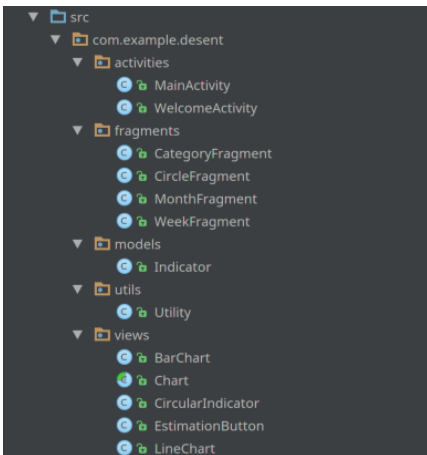 src
com.example.desent
activities
MainActivity
WelcomeActivity
fragments
CategoryFragment
CircleFragment
MonthFragment
WeekFragment
models
Indicator
utils
Utility
views
BarChart
Chart
CircularIndicator
EstimationButton
LineChart